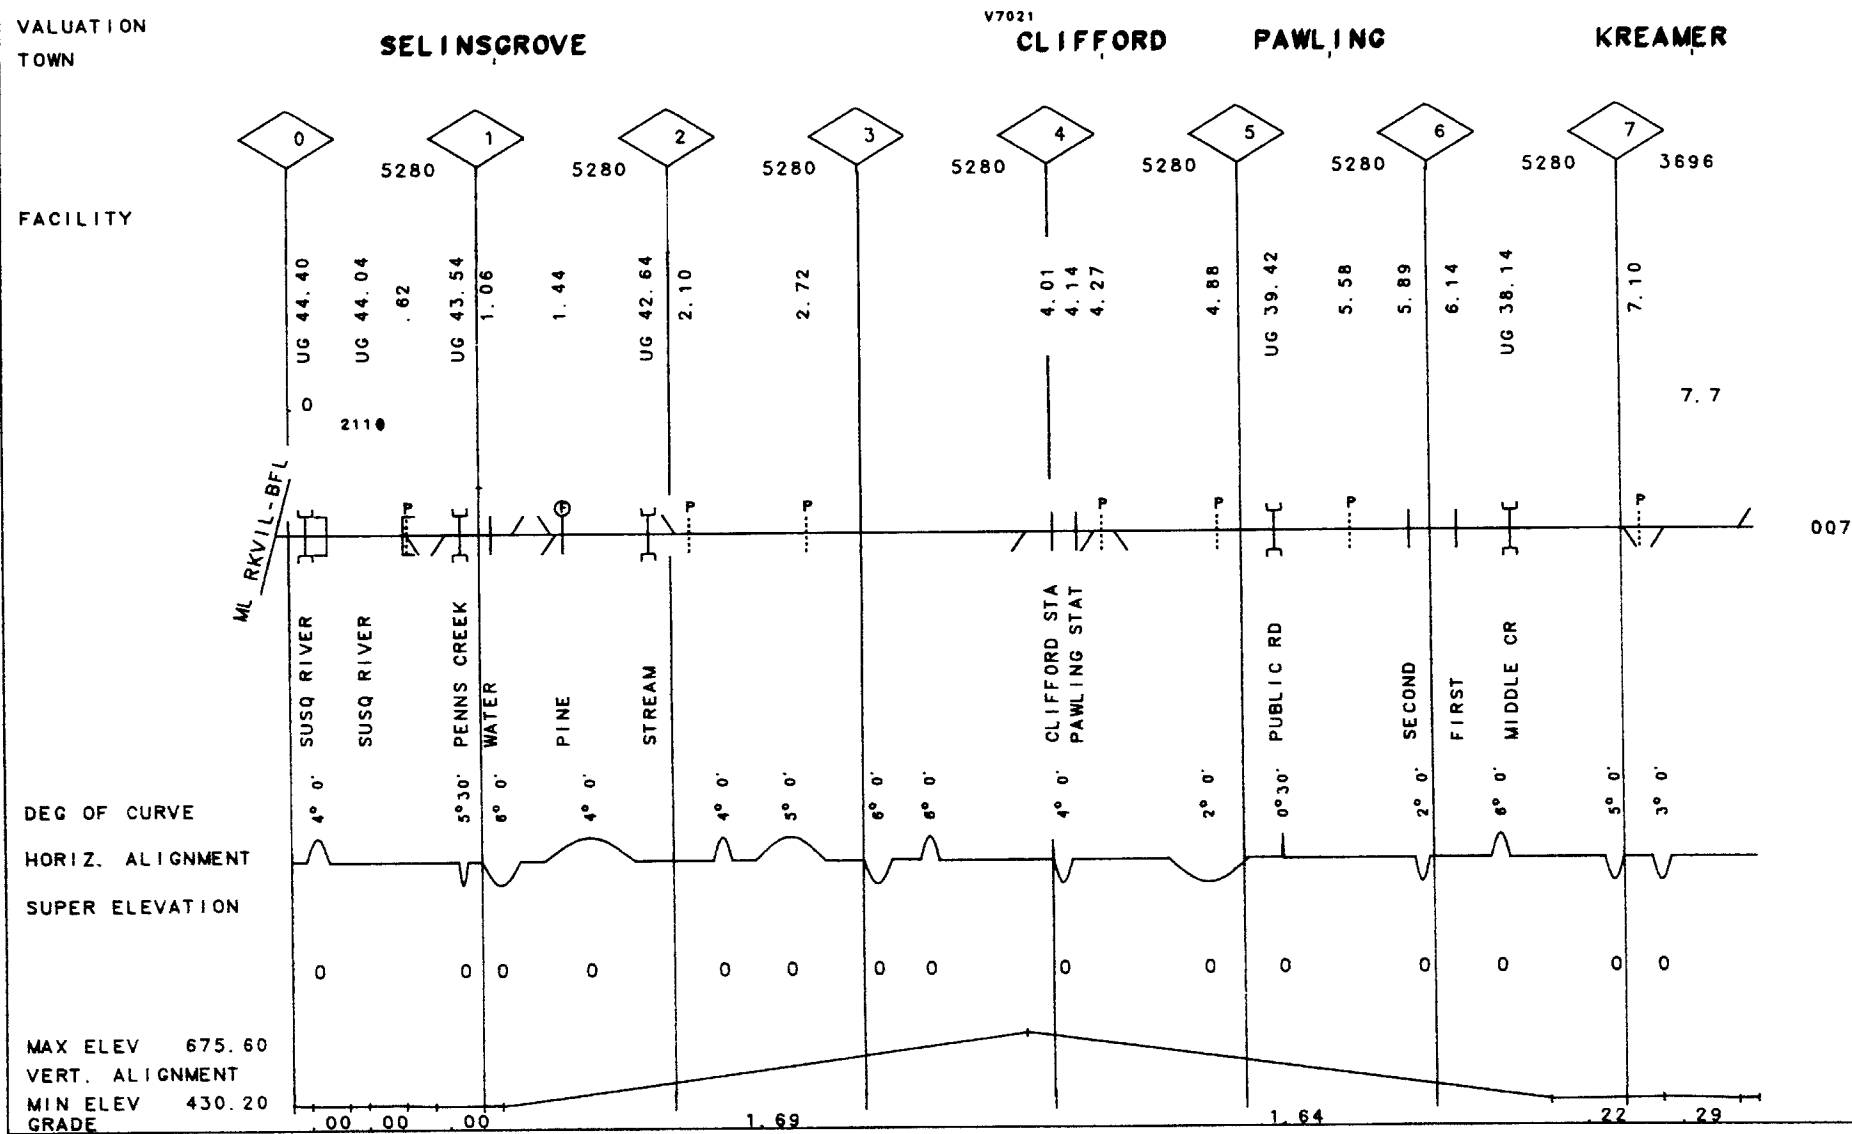 VALUATION
V7021
TOWN SELINSGROVE CLIFFORD PAWLING KREAMER
0 1 2 3 4 5 6 7
5280 5280 5280 5280 5280 5280 5280 3696
FACILITY
UG 44.40 UG 44.04 .62 UG 43.54 1.06 1.44 UG 42.64 2.10 2.72 4.01 4.14 4.27 4.88 UG 39.42 5.58 5.89 6.14 UG 38.14 7.10
0 7.7
ML RKVIL-BFL
P F P P P P P P
007
SUSQ RIVER SUSQ RIVER PENNS CREEK WATER PINE STREAM CLIFFORD STA PAWLING STAT PUBLIC RD SECOND FIRST MIDDLE CR
DEG OF CURVE 4° 0' 5°30' 6° 0' 4° 0' 4° 0' 5° 0' 6° 0' 6° 0' 4° 0' 2° 0' 0°30' 2° 0' 6° 0' 5° 0' 3° 0'
HORIZ. ALIGNMENT
SUPER ELEVATION
0 0 0 0 0 0 0 0 0 0 0 0 0 0 0
MAX ELEV 675.60
VERT. ALIGNMENT
MIN ELEV 430.20
GRADE .00 .00 .00 1.69 1.64 .22 .29